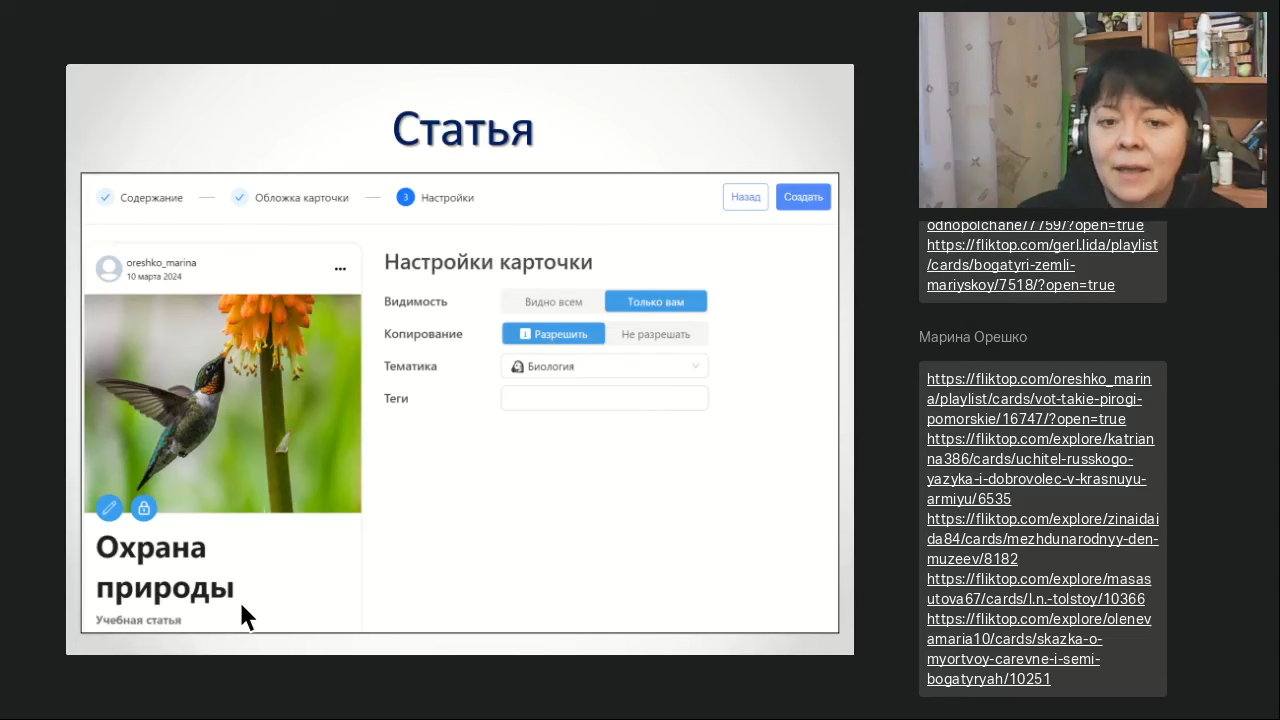 Статья
Содержание
Обложка карточки
3 Настройки
Назад
Создать
oreshko_marina
10 марта 2024
Настройки карточки
Видимость
Видно всем
Только вам
Копирование
Разрешить
Не разрешать
Тематика
Биология
Теги
Охрана
природы
Учебная статья
odnopolchane/7759/?open=true
https://fliktop.com/gerl.lida/playlist
/cards/bogatyri-zemli-
mariyskoy/7518/?open=true
Марина Орешко
https://fliktop.com/oreshko_marin
a/playlist/cards/vot-takie-pirogi-
pomorskie/16747/?open=true
https://fliktop.com/explore/katrian
na386/cards/uchitel-russkogo-
yazyka-i-dobrovolec-v-krasnuyu-
armiyu/6535
https://fliktop.com/explore/zinaidai
da84/cards/mezhdunarodnyy-den-
muzeev/8182
https://fliktop.com/explore/masas
utova67/cards/l.n.-tolstoy/10366
https://fliktop.com/explore/olenev
amaria10/cards/skazka-o-
myortvoy-carevne-i-semi-
bogatyryah/10251